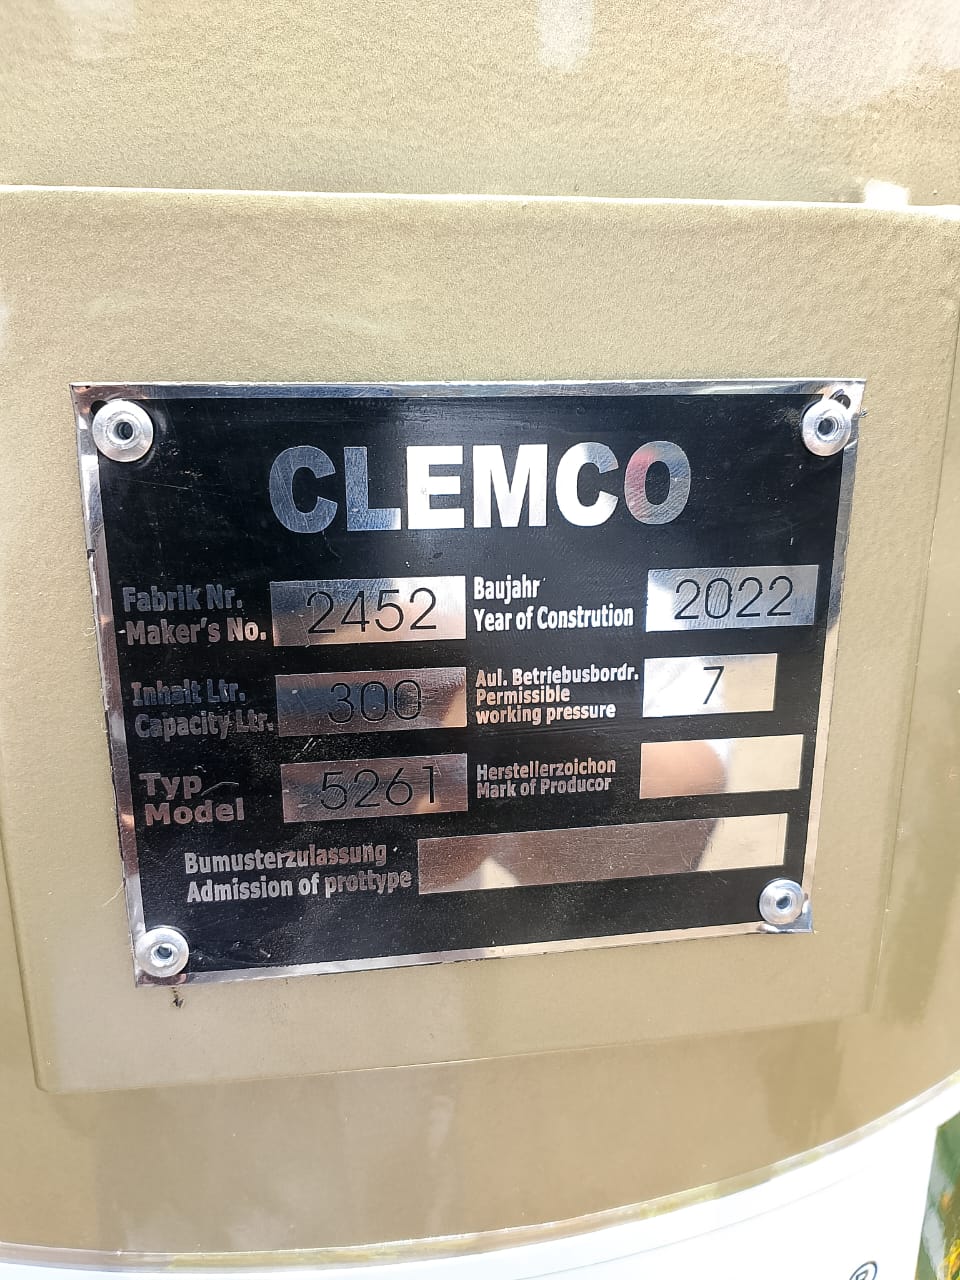 CLEMCO
Fabrik Nr.
Maker's No.
2452
Baujahr
Year of Constrution
2022
Inhalt Ltr.
Capacity Ltr.
300
Aul. Betriebusbordr.
Permissible
working pressure
7
Typ
Model
5261
Herstellerzoichon
Mark of Producor
Bumusterzulassung
Admission of prottype
®